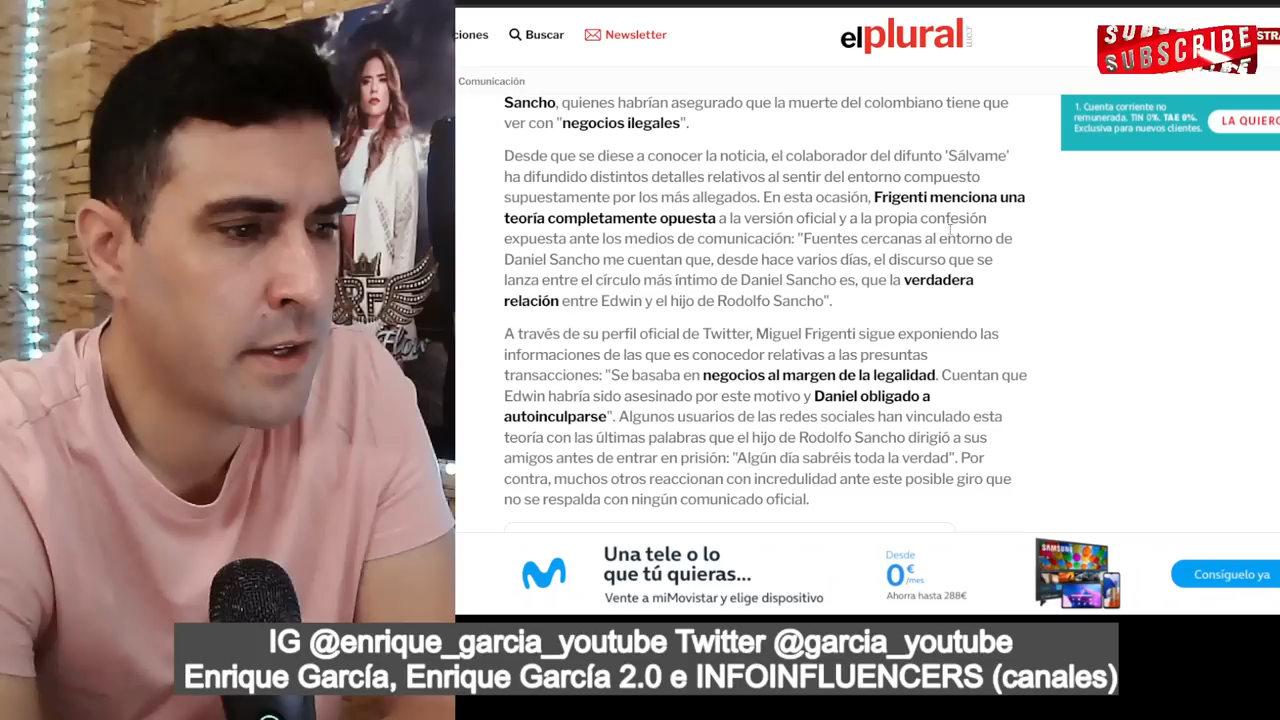 ciones
Buscar
Newsletter
elplural
.com
SUBSCRIBE
STRA
Comunicación
Sancho, quienes habrían asegurado que la muerte del colombiano tiene que
ver con "negocios ilegales".
Desde que se diese a conocer la noticia, el colaborador del difunto 'Sálvame'
ha difundido distintos detalles relativos al sentir del entorno compuesto
supuestamente por los más allegados. En esta ocasión, Frigenti menciona una
teoría completamente opuesta a la versión oficial y a la propia confesión
expuesta ante los medios de comunicación: "Fuentes cercanas al entorno de
Daniel Sancho me cuentan que, desde hace varios días, el discurso que se
lanza entre el círculo más íntimo de Daniel Sancho es, que la verdadera
relación entre Edwin y el hijo de Rodolfo Sancho".
A través de su perfil oficial de Twitter, Miguel Frigenti sigue exponiendo las
informaciones de las que es conocedor relativas a las presuntas
transacciones: "Se basaba en negocios al margen de la legalidad. Cuentan que
Edwin habría sido asesinado por este motivo y Daniel obligado a
autoinculparse". Algunos usuarios de las redes sociales han vinculado esta
teoría con las últimas palabras que el hijo de Rodolfo Sancho dirigió a sus
amigos antes de entrar en prisión: "Algún día sabréis toda la verdad". Por
contra, muchos otros reaccionan con incredulidad ante este posible giro que
no se respalda con ningún comunicado oficial.
1. Cuenta corriente no
remunerada. TIN 0%. TAE 0%.
Exclusiva para nuevos clientes.
LA QUIERO
RF
Flow
Una tele o lo
que tú quieras...
Vente a miMovistar y elige dispositivo
Desde
0€
/mes
Ahorra hasta 288€
SAMSUNG
Consíguelo ya
IG @enrique_garcia_youtube Twitter @garcia_youtube
Enrique García, Enrique García 2.0 e INFOINFLUENCERS (canales)